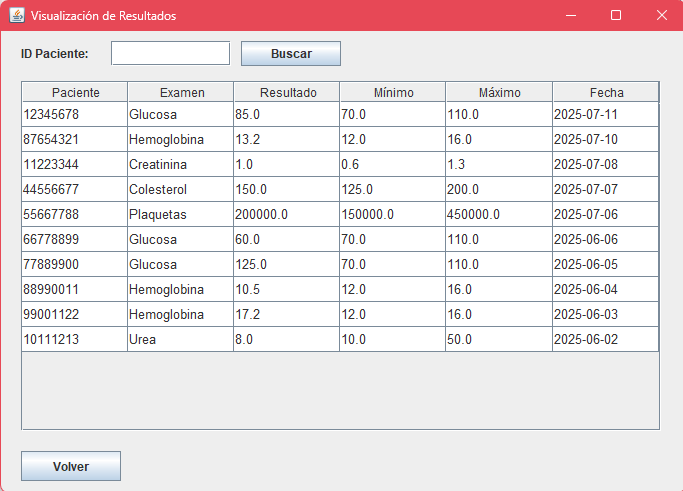 Visualización de Resultados
ID Paciente: Buscar
Paciente Examen Resultado Mínimo Máximo Fecha
12345678 Glucosa 85.0 70.0 110.0 2025-07-11
87654321 Hemoglobina 13.2 12.0 16.0 2025-07-10
11223344 Creatinina 1.0 0.6 1.3 2025-07-08
44556677 Colesterol 150.0 125.0 200.0 2025-07-07
55667788 Plaquetas 200000.0 150000.0 450000.0 2025-07-06
66778899 Glucosa 60.0 70.0 110.0 2025-06-06
77889900 Glucosa 125.0 70.0 110.0 2025-06-05
88990011 Hemoglobina 10.5 12.0 16.0 2025-06-04
99001122 Hemoglobina 17.2 12.0 16.0 2025-06-03
10111213 Urea 8.0 10.0 50.0 2025-06-02
Volver